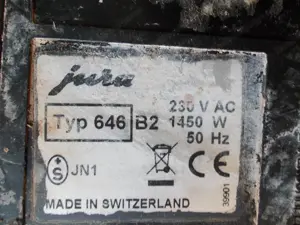 jura
Typ 646 B2 230 V AC
1450 W
50 Hz
S JN1
CE
39901
MADE IN SWITZERLAND